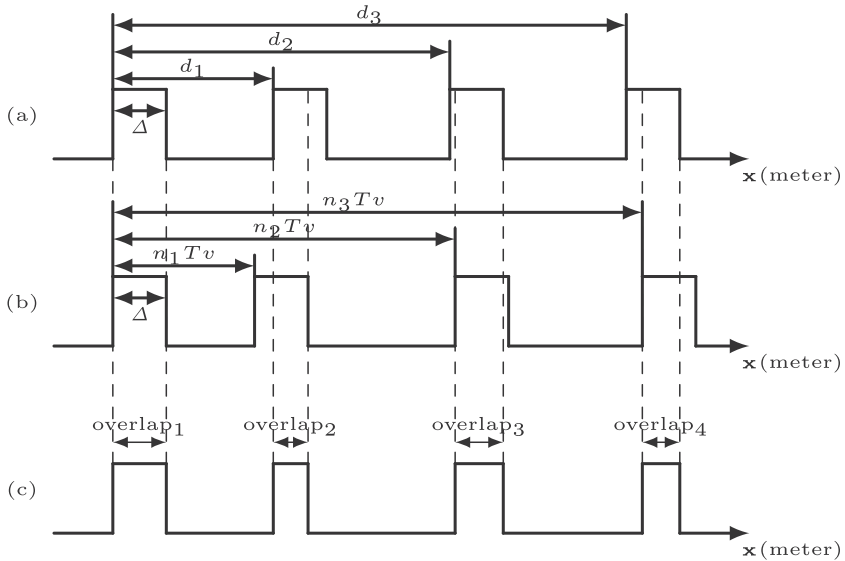 d3
d2
d1
(a)
Δ
x(meter)
n3Tv
n2Tv
n1Tv
(b)
Δ
x(meter)
overlap1 overlap2 overlap3 overlap4
(c)
x(meter)